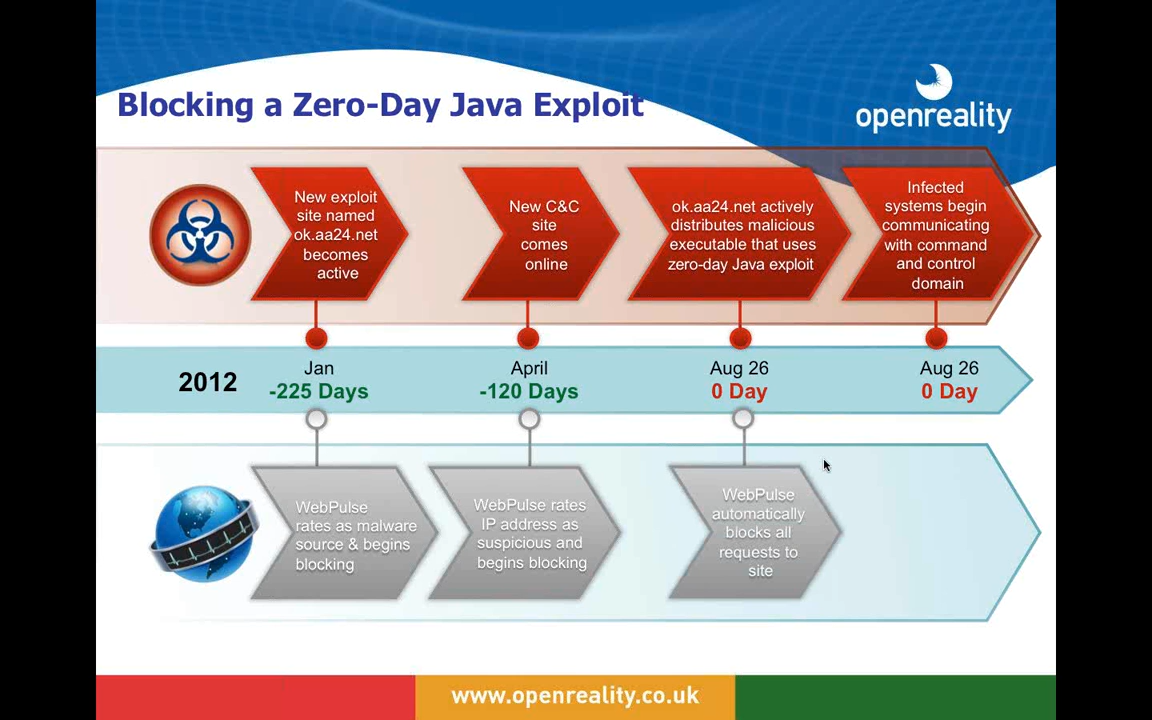 Blocking a Zero-Day Java Exploit
openreality
New exploit
site named
ok.aa24.net
becomes
active
New C&C
site
comes
online
ok.aa24.net actively
distributes malicious
executable that uses
zero-day Java exploit
Infected
systems begin
communicating
with command
and control
domain
2012
Jan
-225 Days
April
-120 Days
Aug 26
0 Day
Aug 26
0 Day
WebPulse
rates as malware
source & begins
blocking
WebPulse rates
IP address as
suspicious and
begins blocking
WebPulse
automatically
blocks all
requests to
site
www.openreality.co.uk